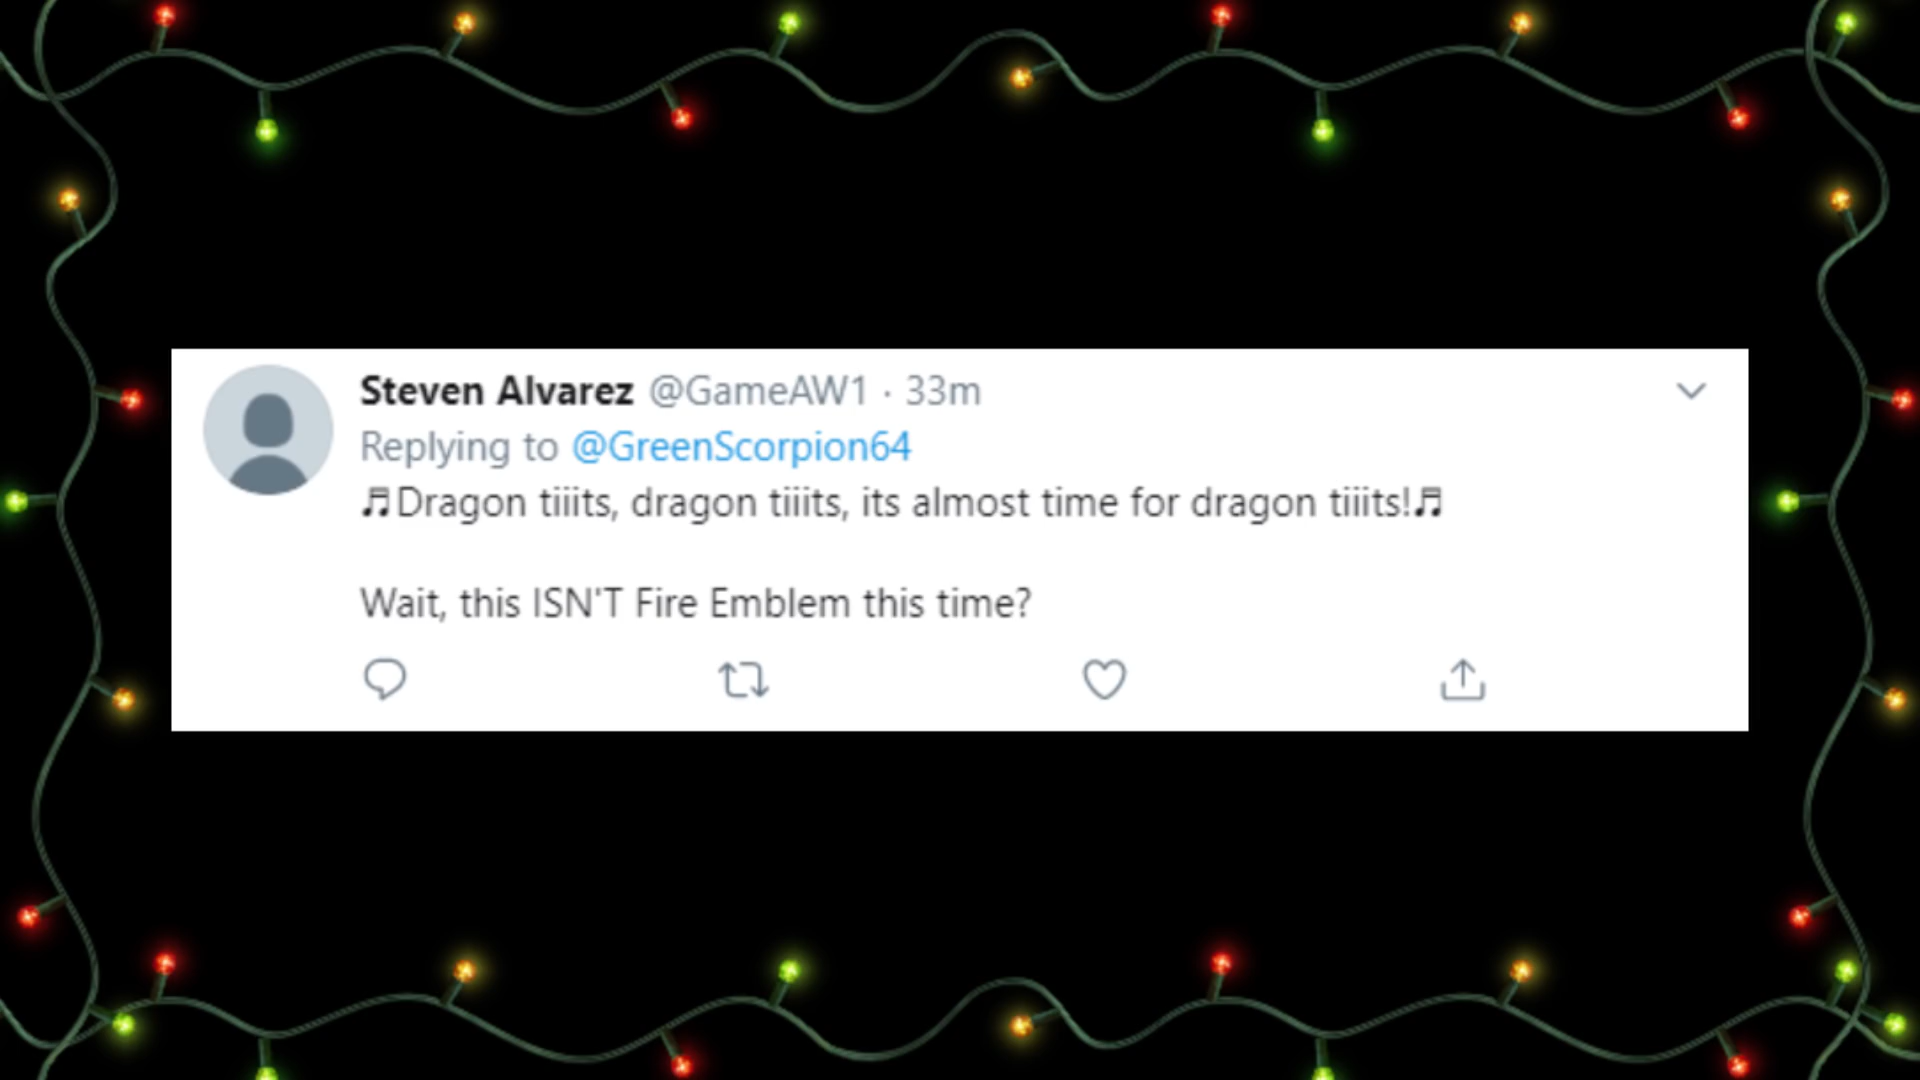 Steven Alvarez @GameAW1 · 33m
Replying to @GreenScorpion64
♬Dragon tiiits, dragon tiiits, its almost time for dragon tiiits!♬
Wait, this ISN'T Fire Emblem this time?